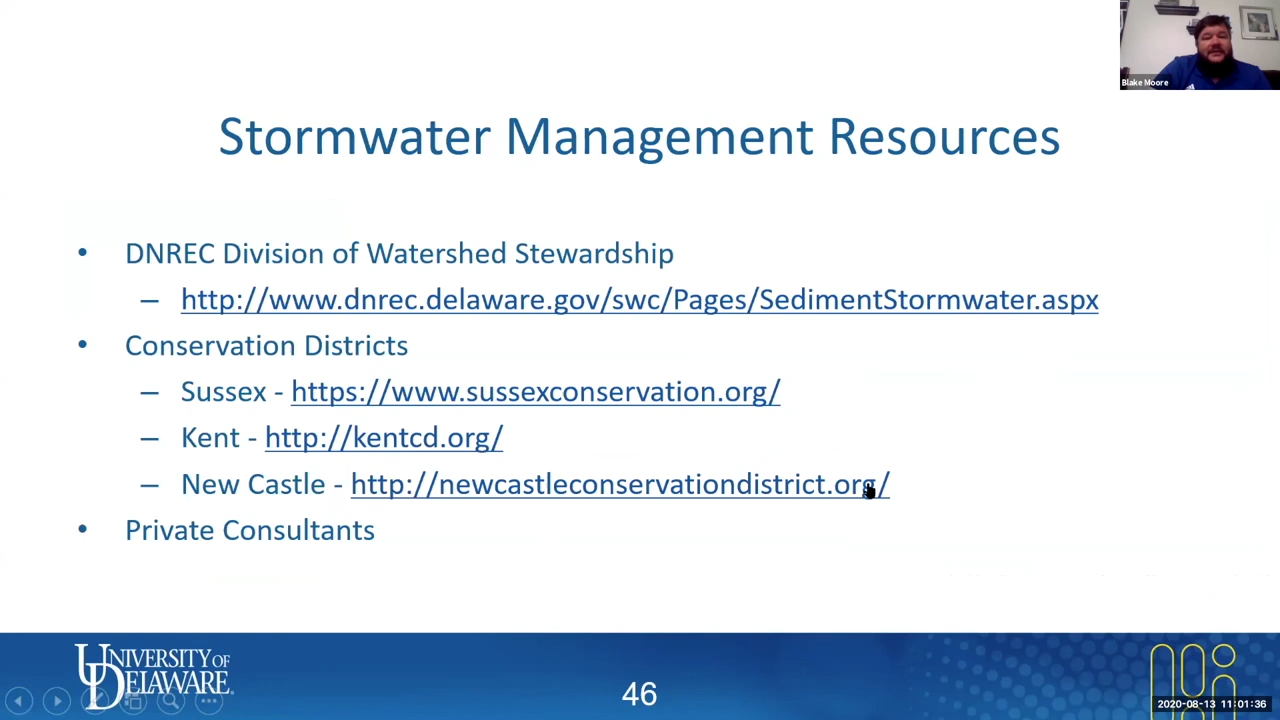 Blake Moore
Stormwater Management Resources
• DNREC Division of Watershed Stewardship
– http://www.dnrec.delaware.gov/swc/Pages/SedimentStormwater.aspx
• Conservation Districts
– Sussex - https://www.sussexconservation.org/
– Kent - http://kentcd.org/
– New Castle - http://newcastleconservationdistrict.org/
• Private Consultants
UNIVERSITY OF
DELAWARE.
46
2020-08-13 11:01:36